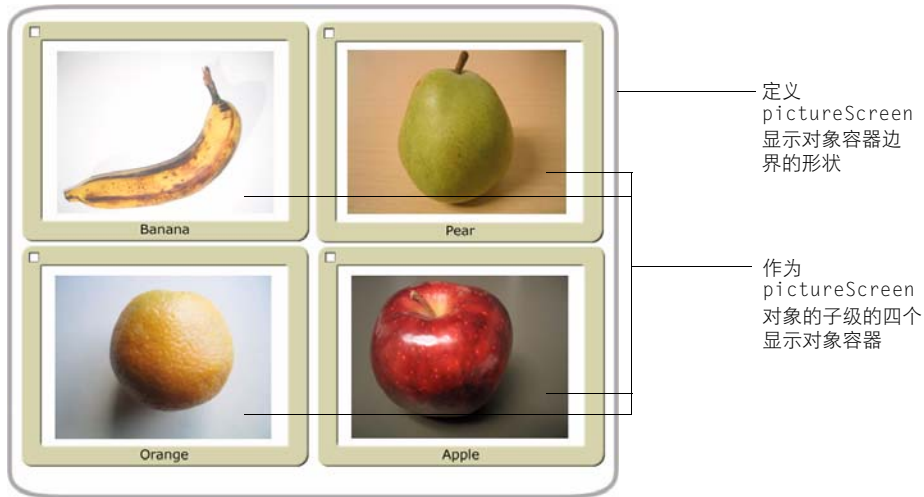 Banana
Pear
Orange
Apple
定义
pictureScreen
显示对象容器边
界的形状
作为
pictureScreen
对象的子级的四个
显示对象容器